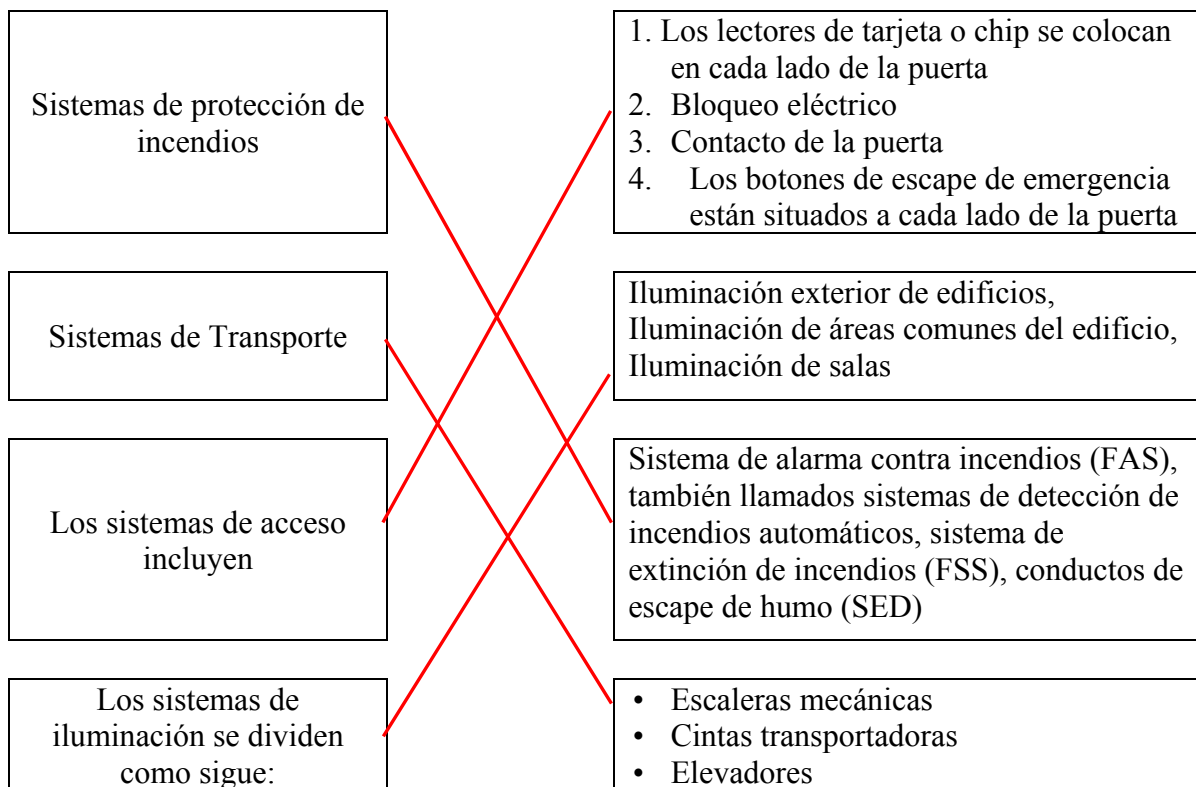 Sistemas de protección de
incendios
1. Los lectores de tarjeta o chip se colocan
en cada lado de la puerta
2. Bloqueo eléctrico
3. Contacto de la puerta
4. Los botones de escape de emergencia
están situados a cada lado de la puerta
Sistemas de Transporte
Iluminación exterior de edificios,
Iluminación de áreas comunes del edificio,
Iluminación de salas
Los sistemas de acceso
incluyen
Sistema de alarma contra incendios (FAS),
también llamados sistemas de detección de
incendios automáticos, sistema de
extinción de incendios (FSS), conductos de
escape de humo (SED)
Los sistemas de
iluminación se dividen
como sigue:
• Escaleras mecánicas
• Cintas transportadoras
• Elevadores